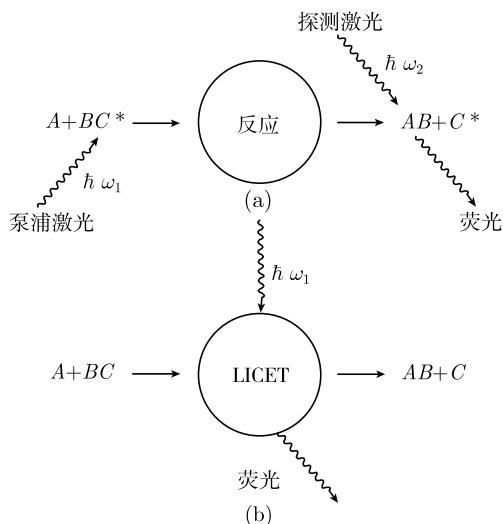 探测激光
ħ ω₂
A+BC*
反应
AB+C*
ħ ω₁
泵浦激光
荧光
(a)
ħ ω₁
A+BC
LICET
AB+C
荧光
(b)